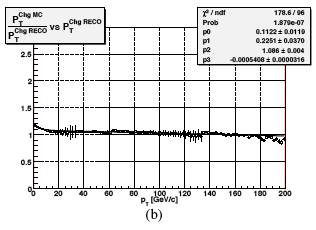 P_T^Chg MC / P_T^Chg RECO vs P_T^Chg RECO
χ² / ndf 178.6 / 96
Prob 1.879e-07
p0 0.1122 ± 0.0119
p1 0.2251 ± 0.0370
p2 1.086 ± 0.004
p3 -0.0005408 ± 0.0000316
2.5
2
1.5
1
0.5
0
0 20 40 60 80 100 120 140 160 180 200
p_T [GeV/c]
(b)